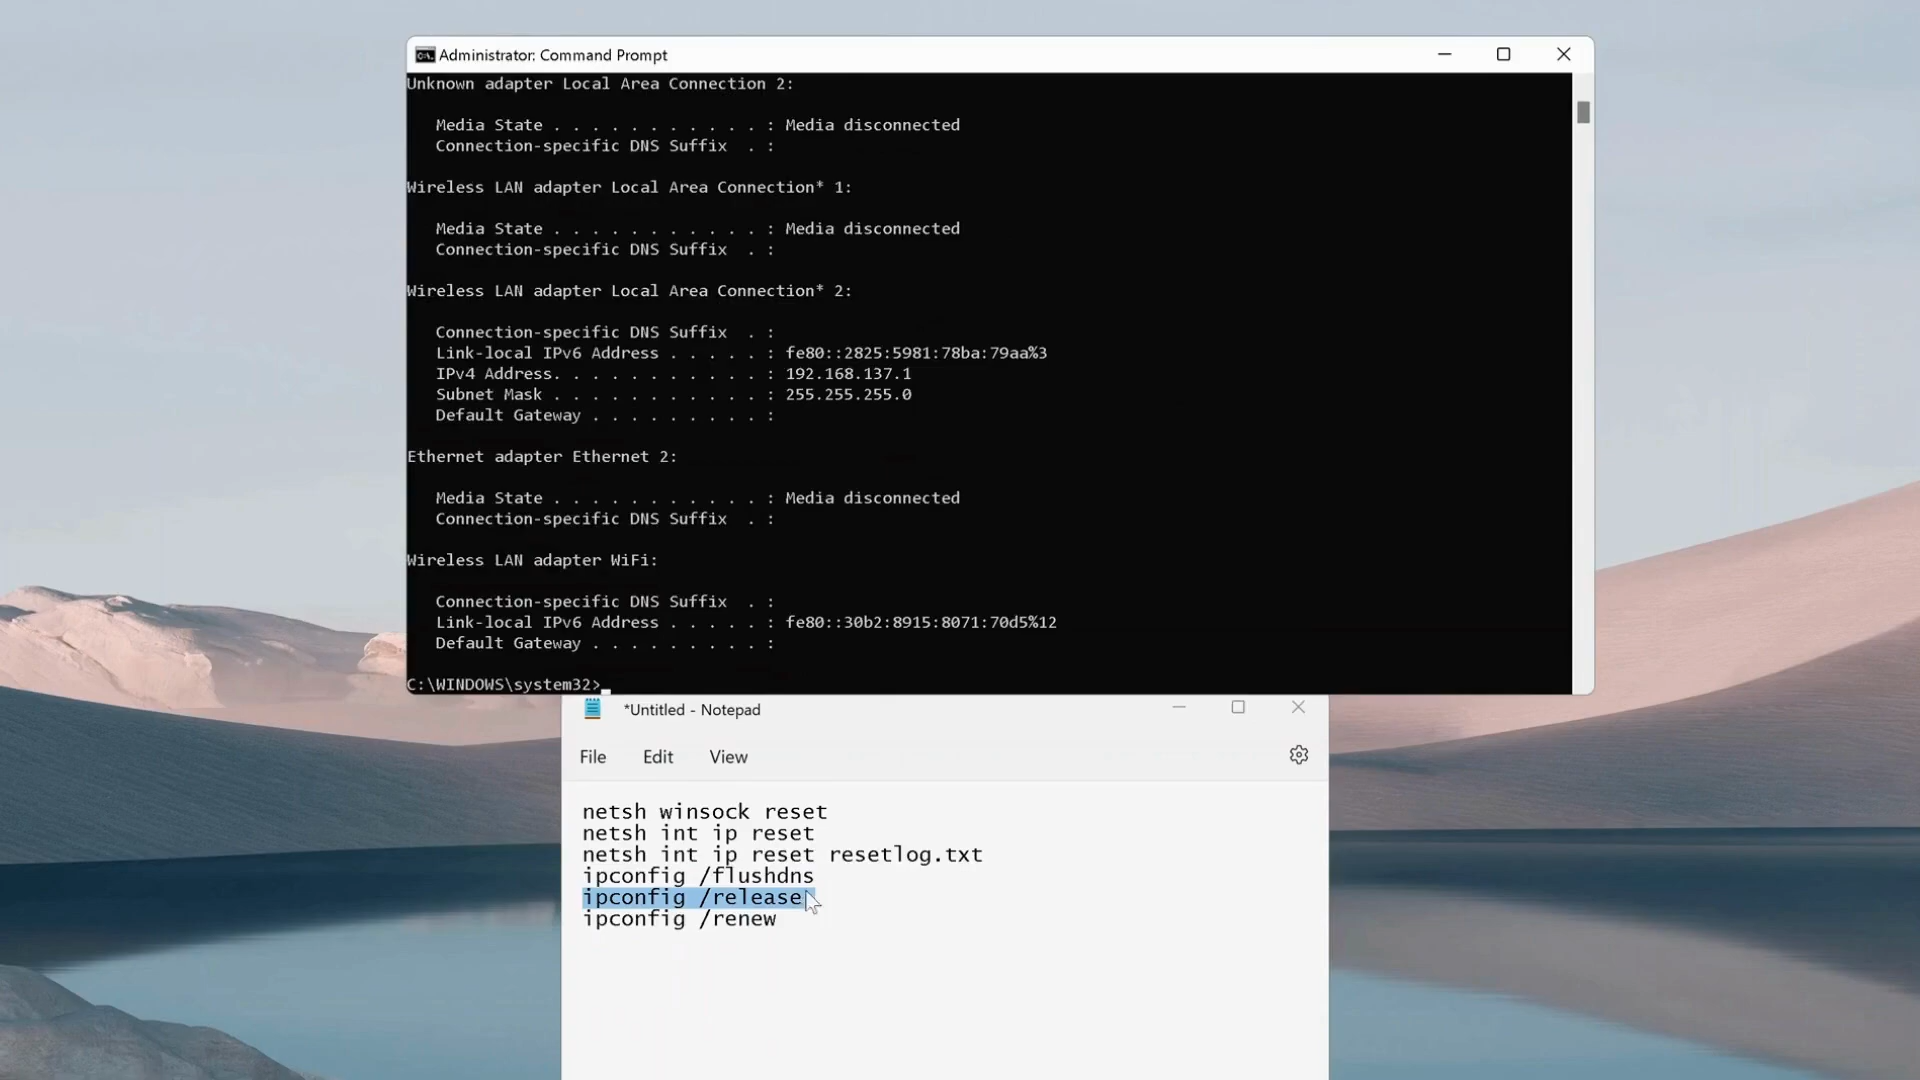 Administrator: Command Prompt
Unknown adapter Local Area Connection 2:
Media State . . . . . . . . . . . : Media disconnected
Connection-specific DNS Suffix  . :
Wireless LAN adapter Local Area Connection* 1:
Media State . . . . . . . . . . . : Media disconnected
Connection-specific DNS Suffix  . :
Wireless LAN adapter Local Area Connection* 2:
Connection-specific DNS Suffix  . :
Link-local IPv6 Address . . . . . : fe80::2825:5981:78ba:79aa%3
IPv4 Address. . . . . . . . . . . : 192.168.137.1
Subnet Mask . . . . . . . . . . . : 255.255.255.0
Default Gateway . . . . . . . . . :
Ethernet adapter Ethernet 2:
Media State . . . . . . . . . . . : Media disconnected
Connection-specific DNS Suffix  . :
Wireless LAN adapter WiFi:
Connection-specific DNS Suffix  . :
Link-local IPv6 Address . . . . . : fe80::30b2:8915:8071:70d5%12
Default Gateway . . . . . . . . . :
C:\WINDOWS\system32>
*Untitled - Notepad
File Edit View
netsh winsock reset
netsh int ip reset
netsh int ip reset resetlog.txt
ipconfig /flushdns
ipconfig /release
ipconfig /renew